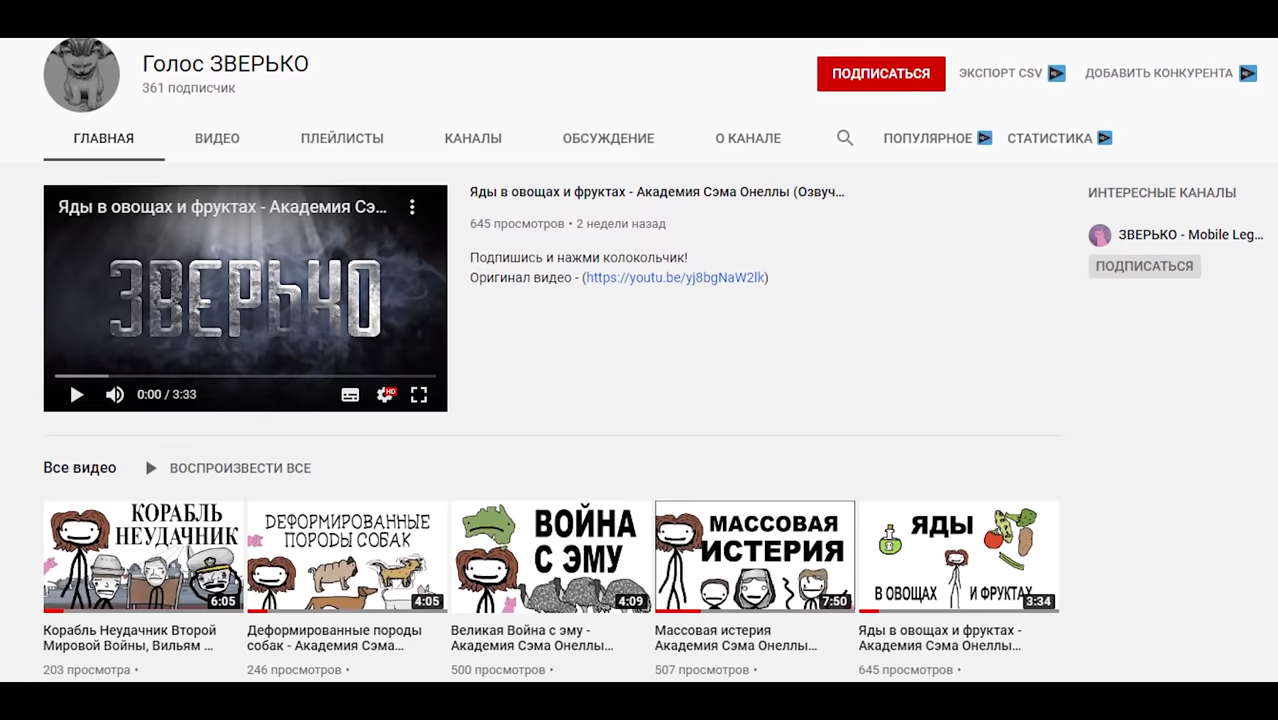 Голос ЗВЕРЬКО
361 подписчик
ПОДПИСАТЬСЯ
ЭКСПОРТ CSV
ДОБАВИТЬ КОНКУРЕНТА
ГЛАВНАЯ ВИДЕО ПЛЕЙЛИСТЫ КАНАЛЫ ОБСУЖДЕНИЕ О КАНАЛЕ ПОПУЛЯРНОЕ СТАТИСТИКА
Яды в овощах и фруктах - Академия Сэ...
ЗВЕРЬКО
0:00 / 3:33
HD
Яды в овощах и фруктах - Академия Сэма Онеллы (Озвуч...
645 просмотров • 2 недели назад
Подпишись и нажми колокольчик!
Оригинал видео - (https://youtu.be/yj8bgNaW2lk)
ИНТЕРЕСНЫЕ КАНАЛЫ
ЗВЕРЬКО - Mobile Leg...
ПОДПИСАТЬСЯ
Все видео
ВОСПРОИЗВЕСТИ ВСЕ
КОРАБЛЬ
НЕУДАЧНИК
6:05
Корабль Неудачник Второй
Мировой Войны, Вильям ...
203 просмотра •
DЕФОРМИРОВАННЫЕ
ПОРОДЫ СОБАК
4:05
Деформированные породы
собак - Академия Сэма...
246 просмотров •
ВОЙНА
С ЭМУ
4:09
Великая Война с эму -
Академия Сэма Онеллы...
500 просмотров •
МАССОВАЯ
ИСТЕРИЯ
7:50
Массовая истерия
Академия Сэма Онеллы...
507 просмотров •
ЯДЫ
В ОВОЩАХ И ФРУКТАХ
3:34
Яды в овощах и фруктах -
Академия Сэма Онеллы...
645 просмотров •